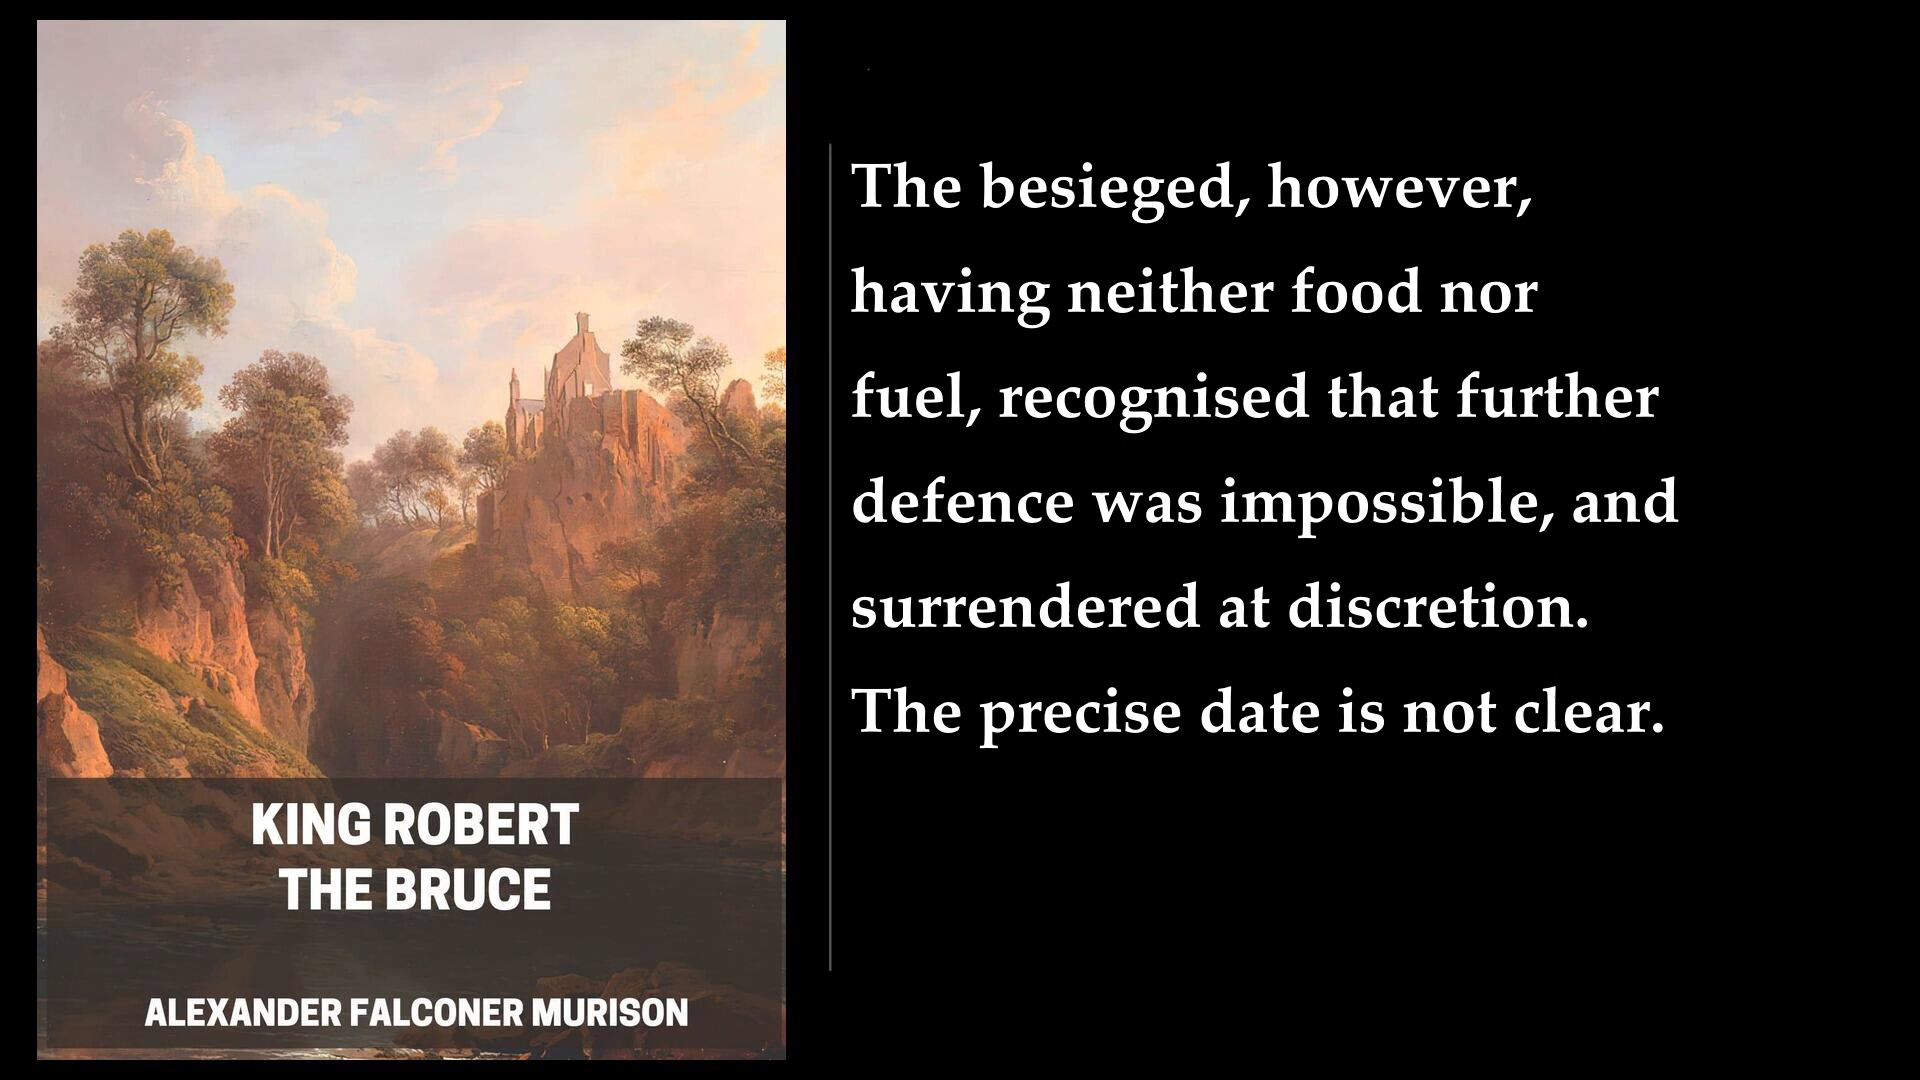 KING ROBERT
THE BRUCE
ALEXANDER FALCONER MURISON
The besieged, however,
having neither food nor
fuel, recognised that further
defence was impossible, and
surrendered at discretion.
The precise date is not clear.